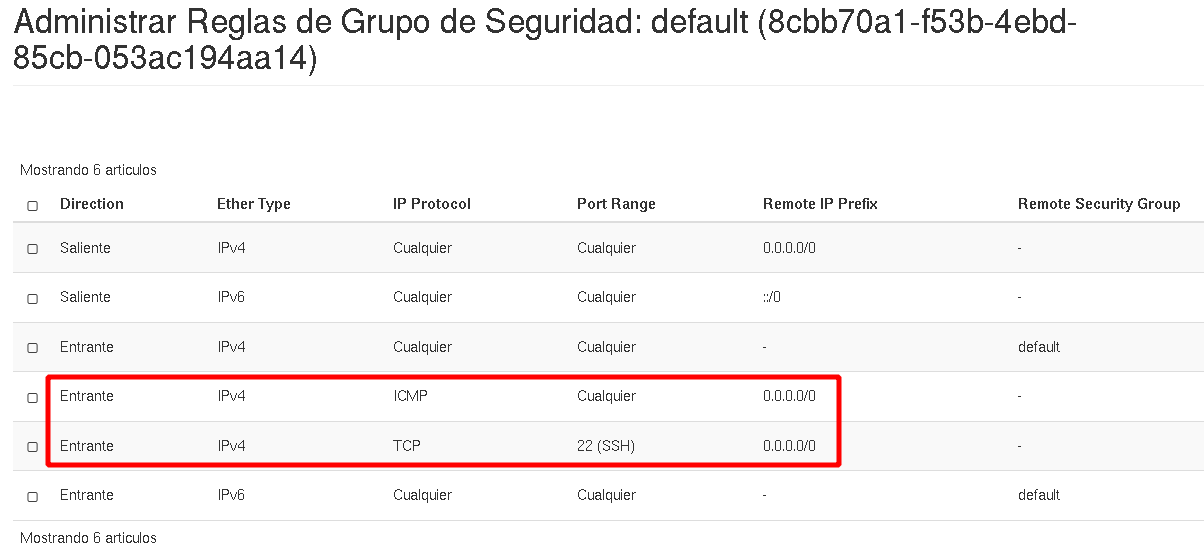 Administrar Reglas de Grupo de Seguridad: default (8cbb70a1-f53b-4ebd-
85cb-053ac194aa14)
Mostrando 6 articulos
Direction Ether Type IP Protocol Port Range Remote IP Prefix Remote Security Group
Saliente IPv4 Cualquier Cualquier 0.0.0.0/0 -
Saliente IPv6 Cualquier Cualquier ::/0 -
Entrante IPv4 Cualquier Cualquier - default
Entrante IPv4 ICMP Cualquier 0.0.0.0/0 -
Entrante IPv4 TCP 22 (SSH) 0.0.0.0/0 -
Entrante IPv6 Cualquier Cualquier - default
Mostrando 6 articulos